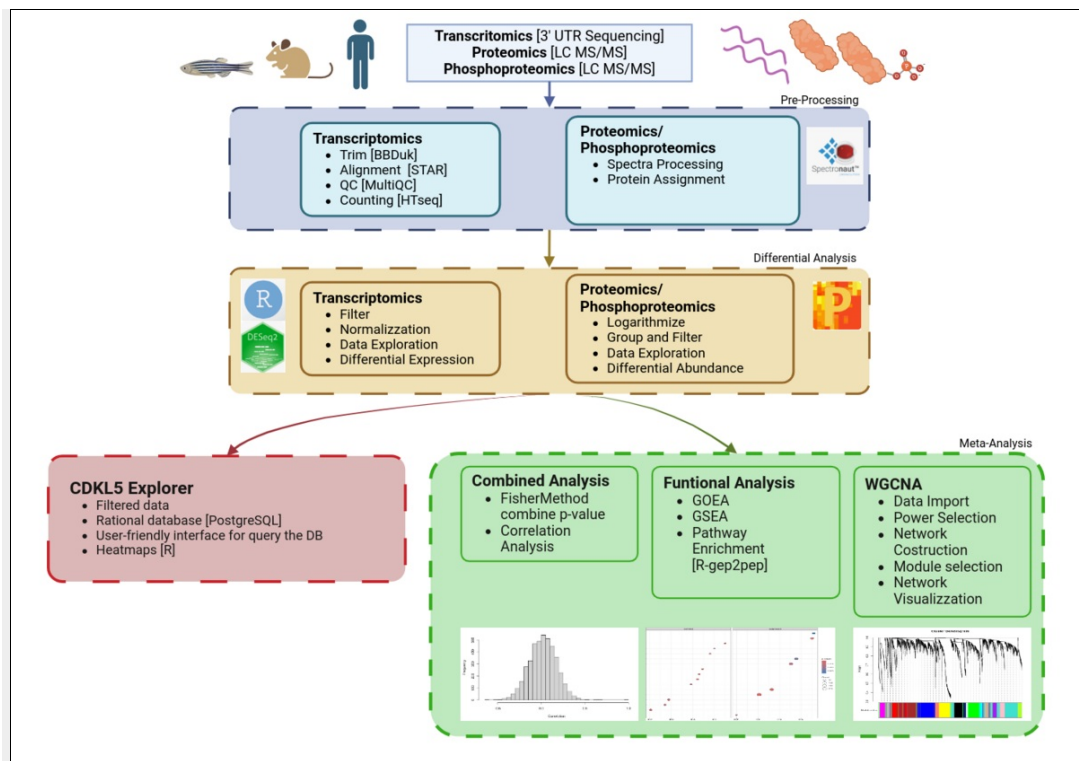 Transcritomics [3' UTR Sequencing]
Proteomics [LC MS/MS]
Phosphoproteomics [LC MS/MS]
Pre-Processing
Transcriptomics
Trim [BBDuk]
Alignment [STAR]
QC [MultiQC]
Counting [HTseq]
Proteomics/
Phosphoproteomics
Spectra Processing
Protein Assignment
Spectronaut™
Differential Analysis
R
DESeq2
Transcriptomics
Filter
Normalizzation
Data Exploration
Differential Expression
Proteomics/
Phosphoproteomics
Logarithmize
Group and Filter
Data Exploration
Differential Abundance
P
Meta-Analysis
CDKL5 Explorer
Filtered data
Rational database [PostgreSQL]
User-friendly interface for query the DB
Heatmaps [R]
Combined Analysis
FisherMethod
combine p-value
Correlation
Analysis
Funtional Analysis
GOEA
GSEA
Pathway
Enrichment
[R-gep2pep]
WGCNA
Data Import
Power Selection
Network
Costruction
Module selection
Network
Visualizzation